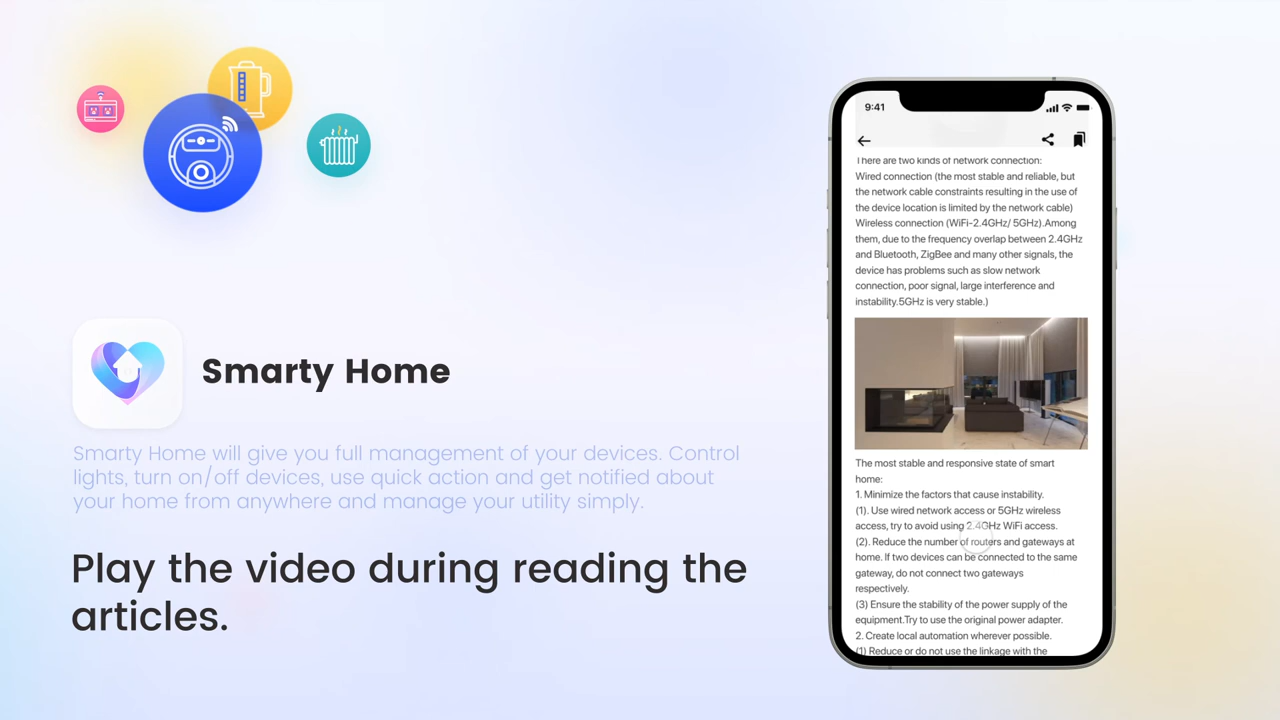 Smarty Home
Smarty Home will give you full management of your devices. Control
lights, turn on/off devices, use quick action and get notified about
your home from anywhere and manage your utility simply.
Play the video during reading the
articles.
9:41
There are two kinds of network connection:
Wired connection (the most stable and reliable, but
the network cable constraints resulting in the use of
the device location is limited by the network cable)
Wireless connection (WiFi-2.4GHz/ 5GHz).Among
them, due to the frequency overlap between 2.4GHz
and Bluetooth, ZigBee and many other signals, the
device has problems such as slow network
connection, poor signal, large interference and
instability.5GHz is very stable.)
The most stable and responsive state of smart
home:
1. Minimize the factors that cause instability.
(1). Use wired network access or 5GHz wireless
access, try to avoid using 2.4GHz WiFi access.
(2). Reduce the number of routers and gateways at
home. If two devices can be connected to the same
gateway, do not connect two gateways
respectively.
(3) Ensure the stability of the power supply of the
equipment.Try to use the original power adapter.
2. Create local automation wherever possible.
(1) Reduce or do not use the linkage with the